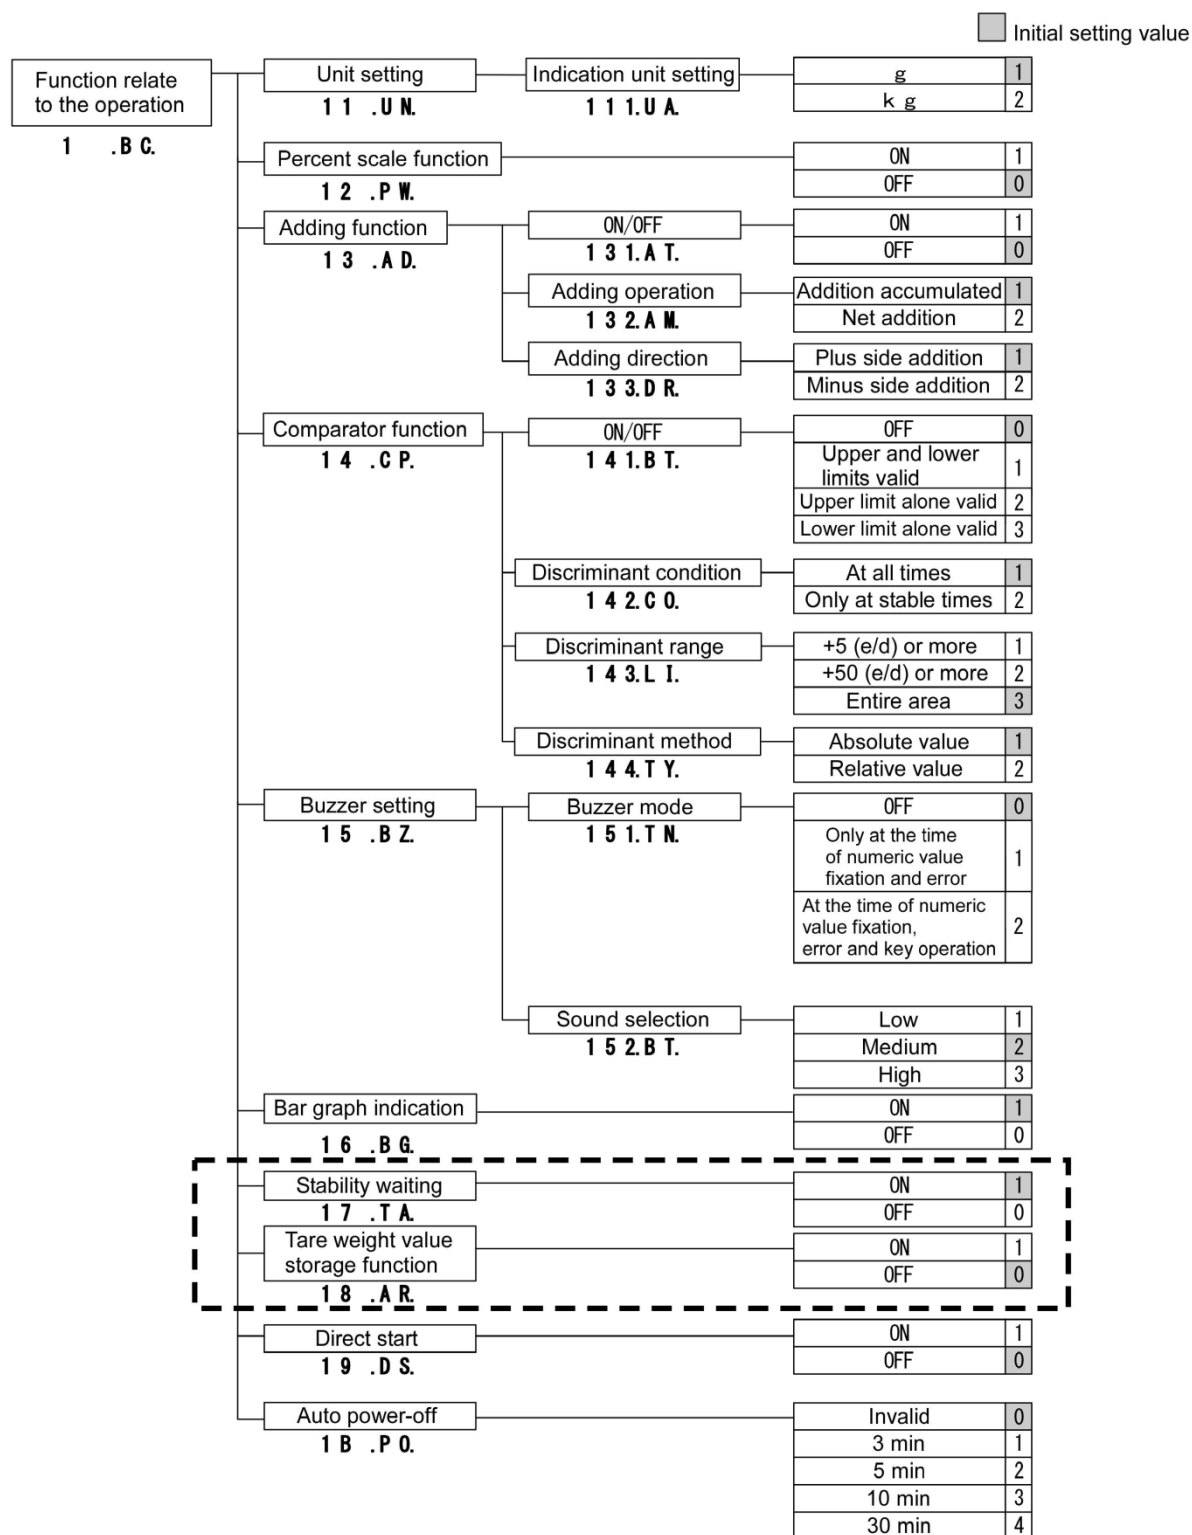 Initial setting value
Function relate
to the operation
1 .BC.
Unit setting
11 .UN.
Indication unit setting
111.UA.
g 1
kg 2
Percent scale function
12 .PW.
ON 1
OFF 0
Adding function
13 .AD.
ON/OFF
131.AT.
ON 1
OFF 0
Adding operation
132.AM.
Addition accumulated 1
Net addition 2
Adding direction
133.DR.
Plus side addition 1
Minus side addition 2
Comparator function
14 .CP.
ON/OFF
141.BT.
OFF 0
Upper and lower
limits valid 1
Upper limit alone valid 2
Lower limit alone valid 3
Discriminant condition
142.CO.
At all times 1
Only at stable times 2
Discriminant range
143.LI.
+5 (e/d) or more 1
+50 (e/d) or more 2
Entire area 3
Discriminant method
144.TY.
Absolute value 1
Relative value 2
Buzzer setting
15 .BZ.
Buzzer mode
151.TN.
OFF 0
Only at the time
of numeric value 1
fixation and error
At the time of numeric
value fixation, 2
error and key operation
Sound selection
152.BT.
Low 1
Medium 2
High 3
Bar graph indication
16 .BG.
ON 1
OFF 0
Stability waiting
17 .TA.
ON 1
OFF 0
Tare weight value
storage function
18 .AR.
ON 1
OFF 0
Direct start
19 .DS.
ON 1
OFF 0
Auto power-off
1B .PO.
Invalid 0
3 min 1
5 min 2
10 min 3
30 min 4